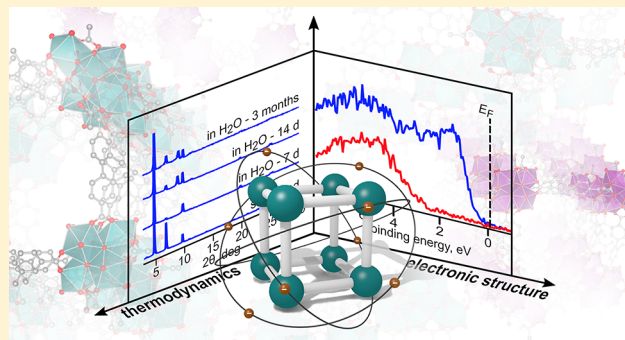 in H2O - 3 months
in H2O - 14 d
in H2O - 7 d
d
5
10
15
20
25
2θ, deg
thermodynamics
EF
4
2
0
binding energy, eV
electronic structure